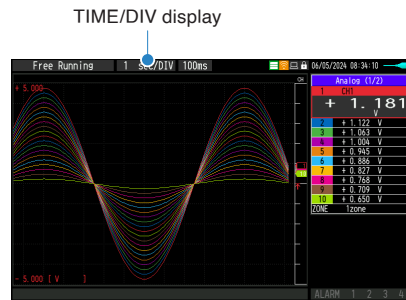 TIME/DIV display
Free Running 1 sec/DIV 100ms 06/05/2024 08:34:10
CH Analog (1/2)
+ 5.000 1 CH1
+ 1. 181
V
2 + 1.122 V
3 + 1.063 V
4 + 1.004 V
5 + 0.945 V
6 + 0.886 V
7 + 0.827 V
8 + 0.768 V
9 + 0.709 V
10 + 0.650 V
ZONE 1zone
- 5.000 [ V ]
ALARM 1 2 3 4